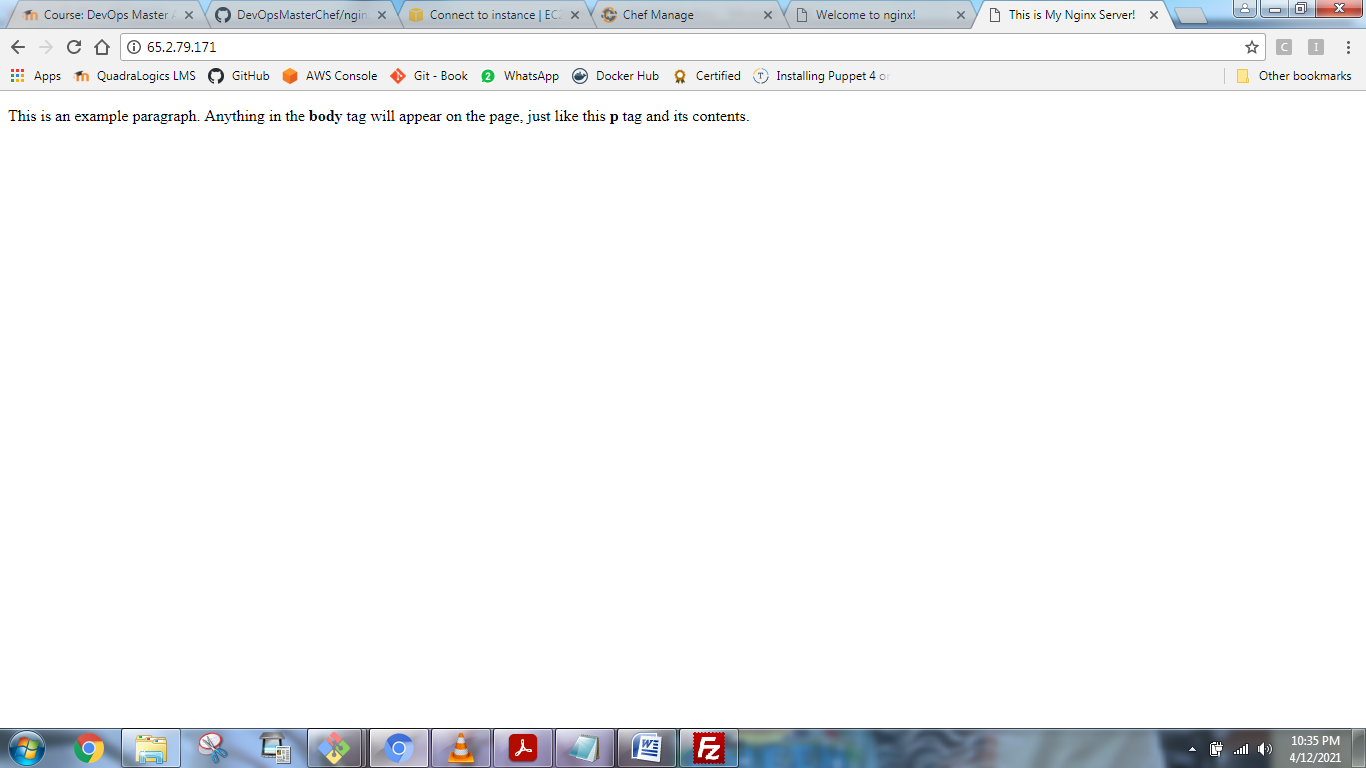 Course: DevOps Master A
DevOpsMasterChef/ngin
Connect to instance | EC2
Chef Manage
Welcome to nginx!
This is My Nginx Server!
65.2.79.171
C
I
Apps
QuadraLogics LMS
GitHub
AWS Console
Git - Book
2
WhatsApp
Docker Hub
Certified
T
Installing Puppet 4 o
Other bookmarks
This is an example paragraph. Anything in the body tag will appear on the page, just like this p tag and its contents.
W
FZ
10:35 PM
4/12/2021